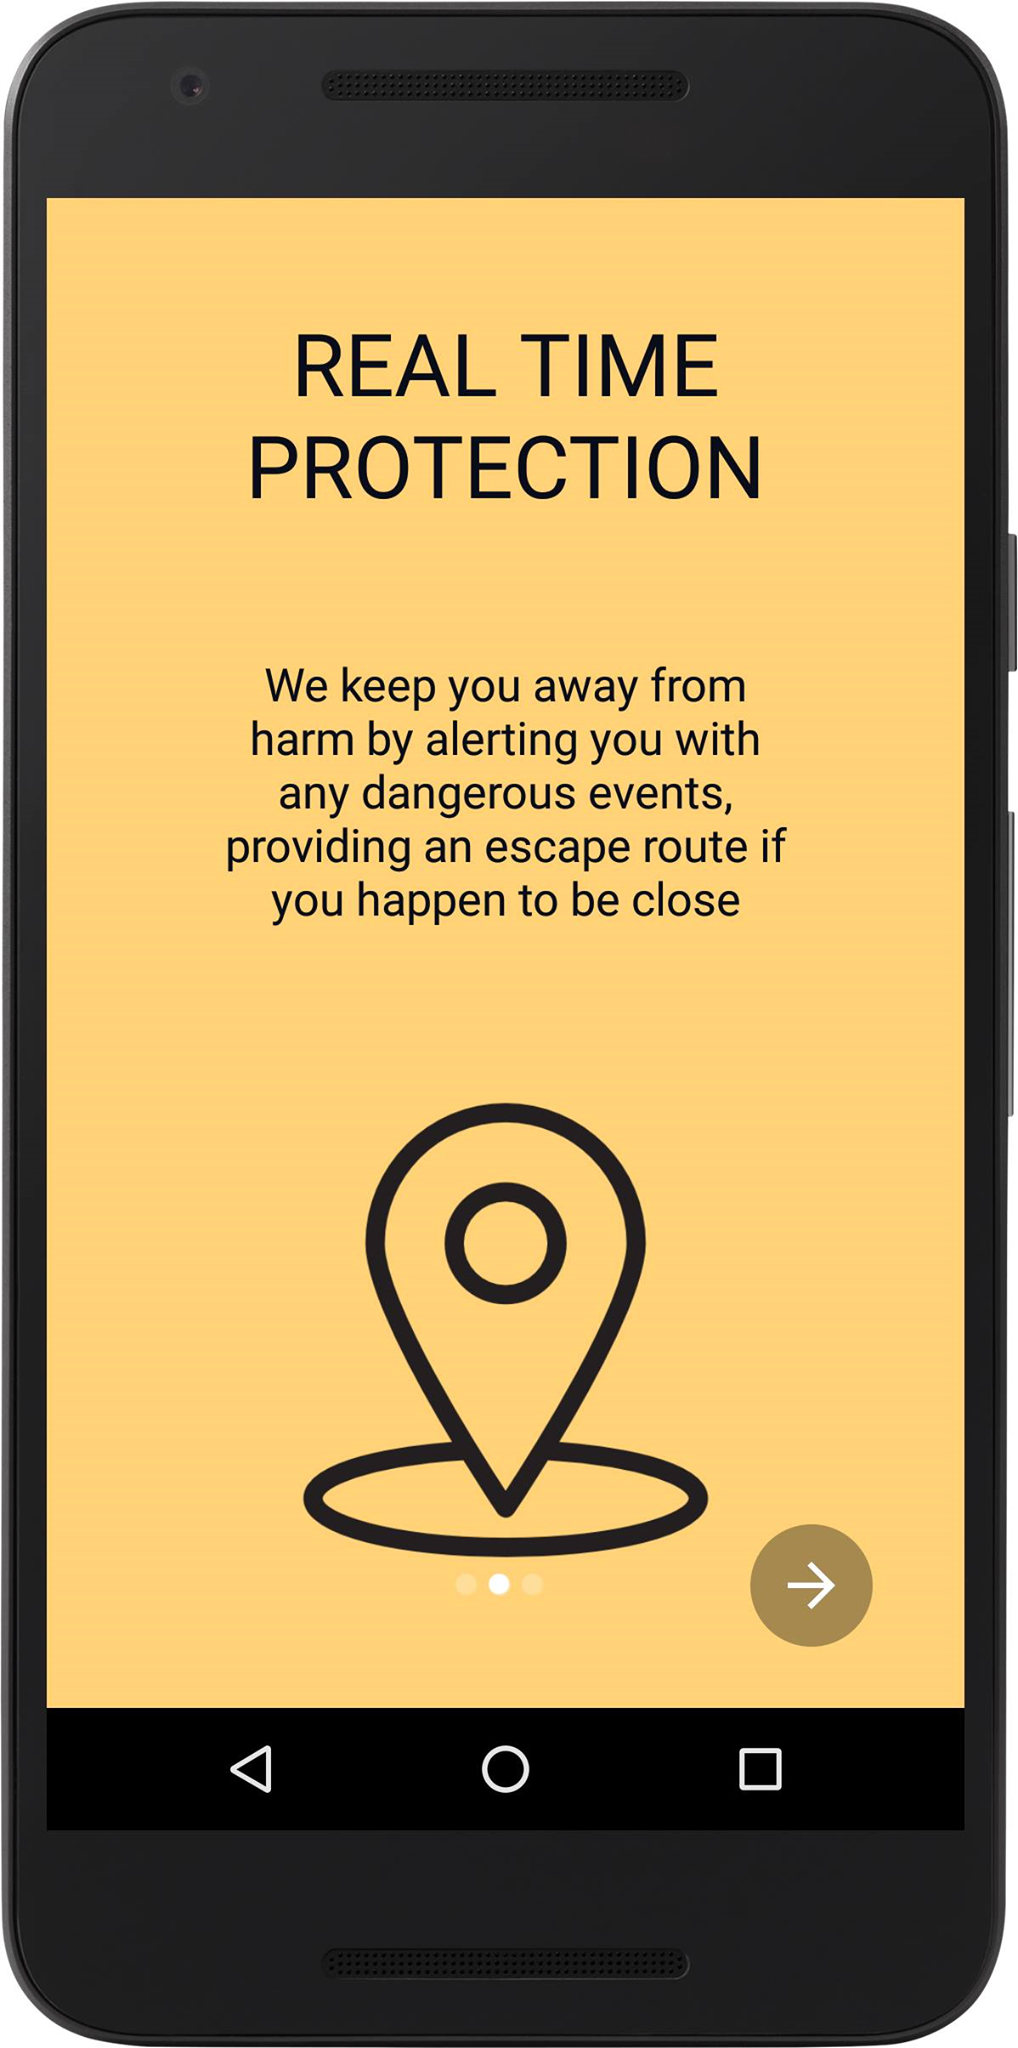 REAL TIME
PROTECTION
We keep you away from
harm by alerting you with
any dangerous events,
providing an escape route if
you happen to be close